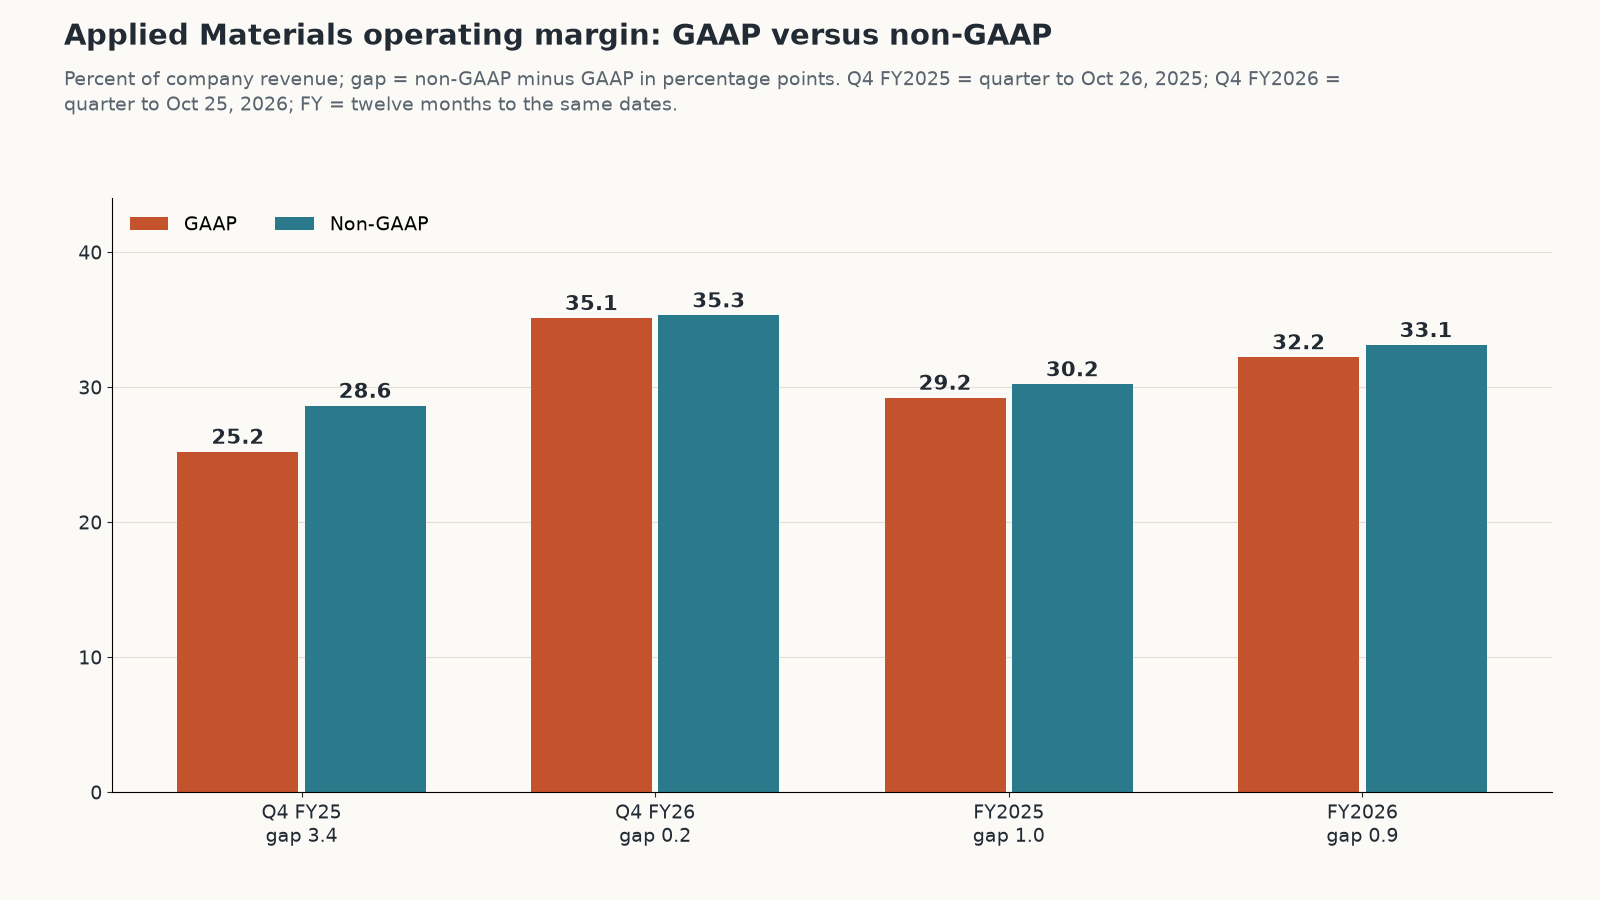 Applied Materials operating margin: GAAP versus non-GAAP
Percent of company revenue; gap = non-GAAP minus GAAP in percentage points. Q4 FY2025 = quarter to Oct 26, 2025; Q4 FY2026 =
quarter to Oct 25, 2026; FY = twelve months to the same dates.
GAAP
Non-GAAP
40
30
20
10
0
25.2
28.6
35.1
35.3
29.2
30.2
32.2
33.1
Q4 FY25
gap 3.4
Q4 FY26
gap 0.2
FY2025
gap 1.0
FY2026
gap 0.9